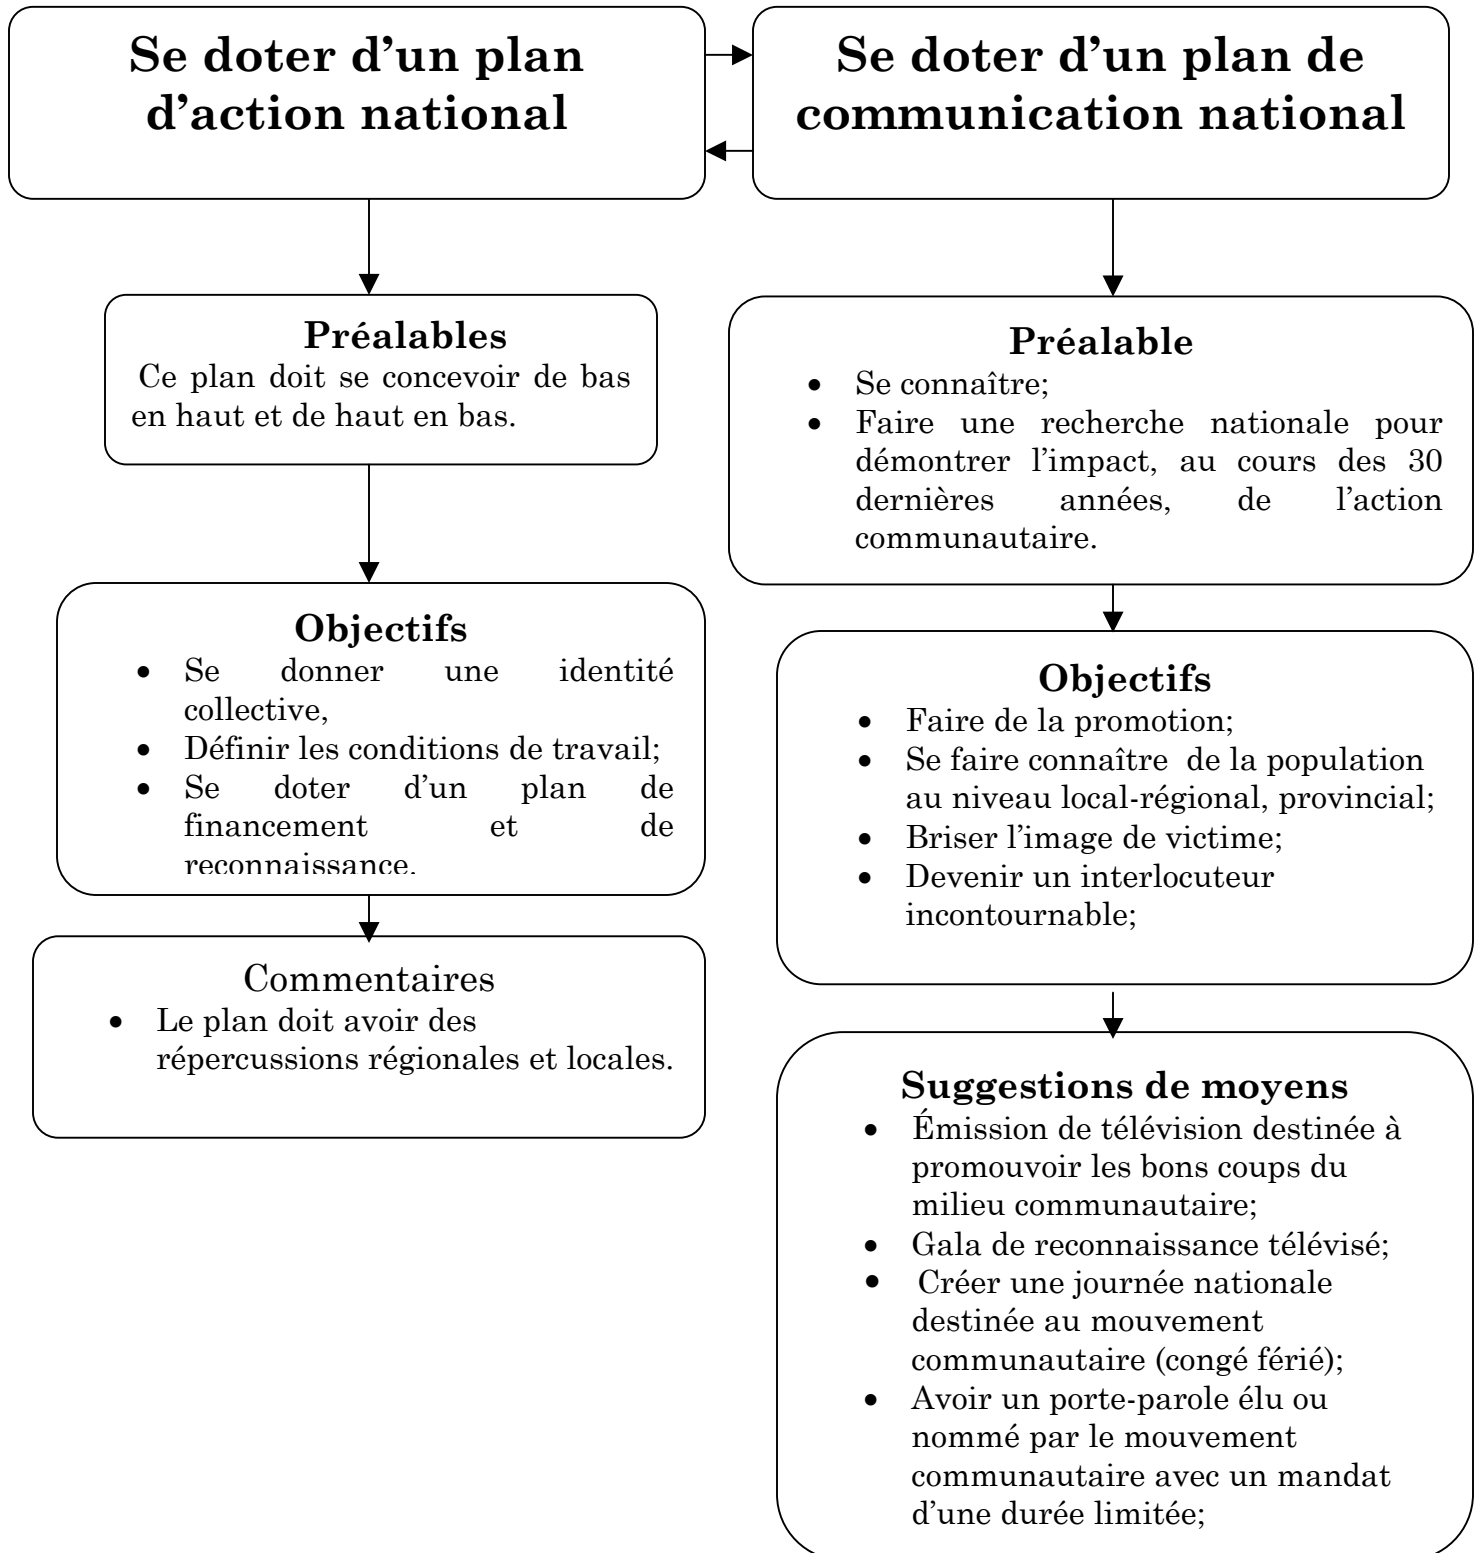 Se doter d'un plan
d'action national
Se doter d'un plan de
communication national
Préalables
Ce plan doit se concevoir de bas
en haut et de haut en bas.
Objectifs
• Se donner une identité
collective,
• Définir les conditions de travail;
• Se doter d'un plan de
financement et de
reconnaissance.
Commentaires
• Le plan doit avoir des
répercussions régionales et locales.
Préalable
• Se connaître;
• Faire une recherche nationale pour
démontrer l'impact, au cours des 30
dernières années, de l'action
communautaire.
Objectifs
• Faire de la promotion;
• Se faire connaître de la population
au niveau local-régional, provincial;
• Briser l'image de victime;
• Devenir un interlocuteur
incontournable;
Suggestions de moyens
• Émission de télévision destinée à
promouvoir les bons coups du
milieu communautaire;
• Gala de reconnaissance télévisé;
• Créer une journée nationale
destinée au mouvement
communautaire (congé férié);
• Avoir un porte-parole élu ou
nommé par le mouvement
communautaire avec un mandat
d'une durée limitée;